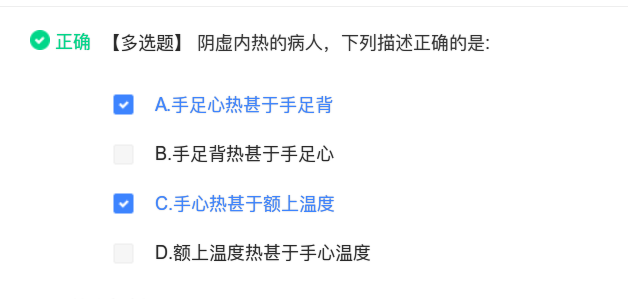 正确 【多选题】 阴虚内热的病人，下列描述正确的是:
A.手足心热甚于手足背
B.手足背热甚于手足心
C.手心热甚于额上温度
D.额上温度热甚于手心温度